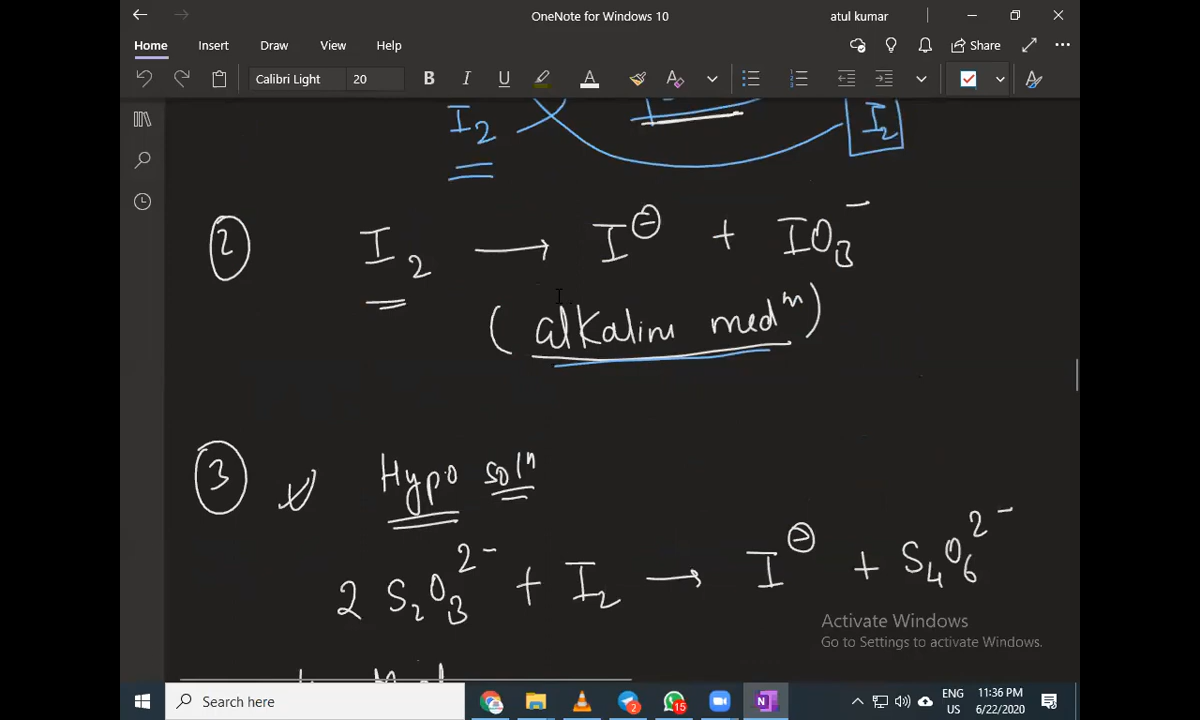 OneNote for Windows 10
atul kumar
Home Insert Draw View Help
Share
Calibri Light 20 B I U A
I2 I2
2 I2 → I⊖ + IO3−
(alkalini medⁿ)
3 Hypo solⁿ
2 S2O3²− + I2 → I⊖ + S4O6²−
Activate Windows
Go to Settings to activate Windows.
Search here
2
15
ENG
US
11:36 PM
6/22/2020